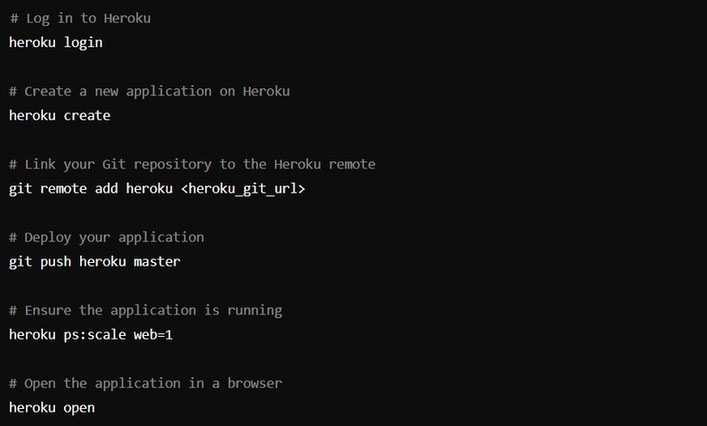 # Log in to Heroku
heroku login
# Create a new application on Heroku
heroku create
# Link your Git repository to the Heroku remote
git remote add heroku <heroku_git_url>
# Deploy your application
git push heroku master
# Ensure the application is running
heroku ps:scale web=1
# Open the application in a browser
heroku open